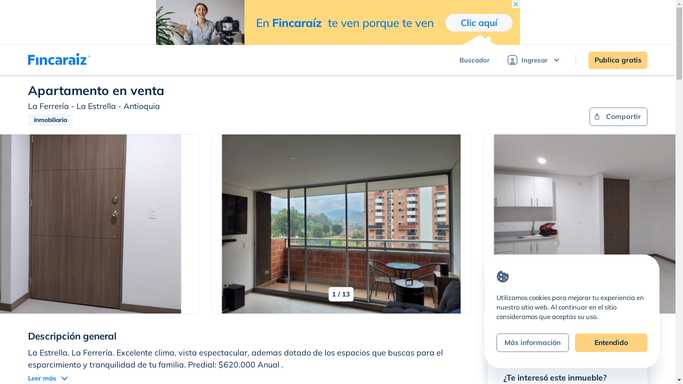 En Fincaraíz te ven porque te ven
Clic aquí
Fincaraiz
Buscador
Ingresar
Publica gratis
Apartamento en venta
La Ferrería - La Estrella - Antioquia
Inmobiliaria
Compartir
1 / 13
Utilizamos cookies para mejorar tu experiencia en
nuestro sitio web. Al continuar en el sitio
consideramos que aceptas su uso.
Más información
Entendido
Descripción general
La Estrella. La Ferrería. Excelente clima, vista espectacular, ademas dotado de los espacios que buscas para el
esparcimiento y tranquilidad de tu familia. Predial: $620.000 Anual .
Leer más
¿Te interesó este inmueble?